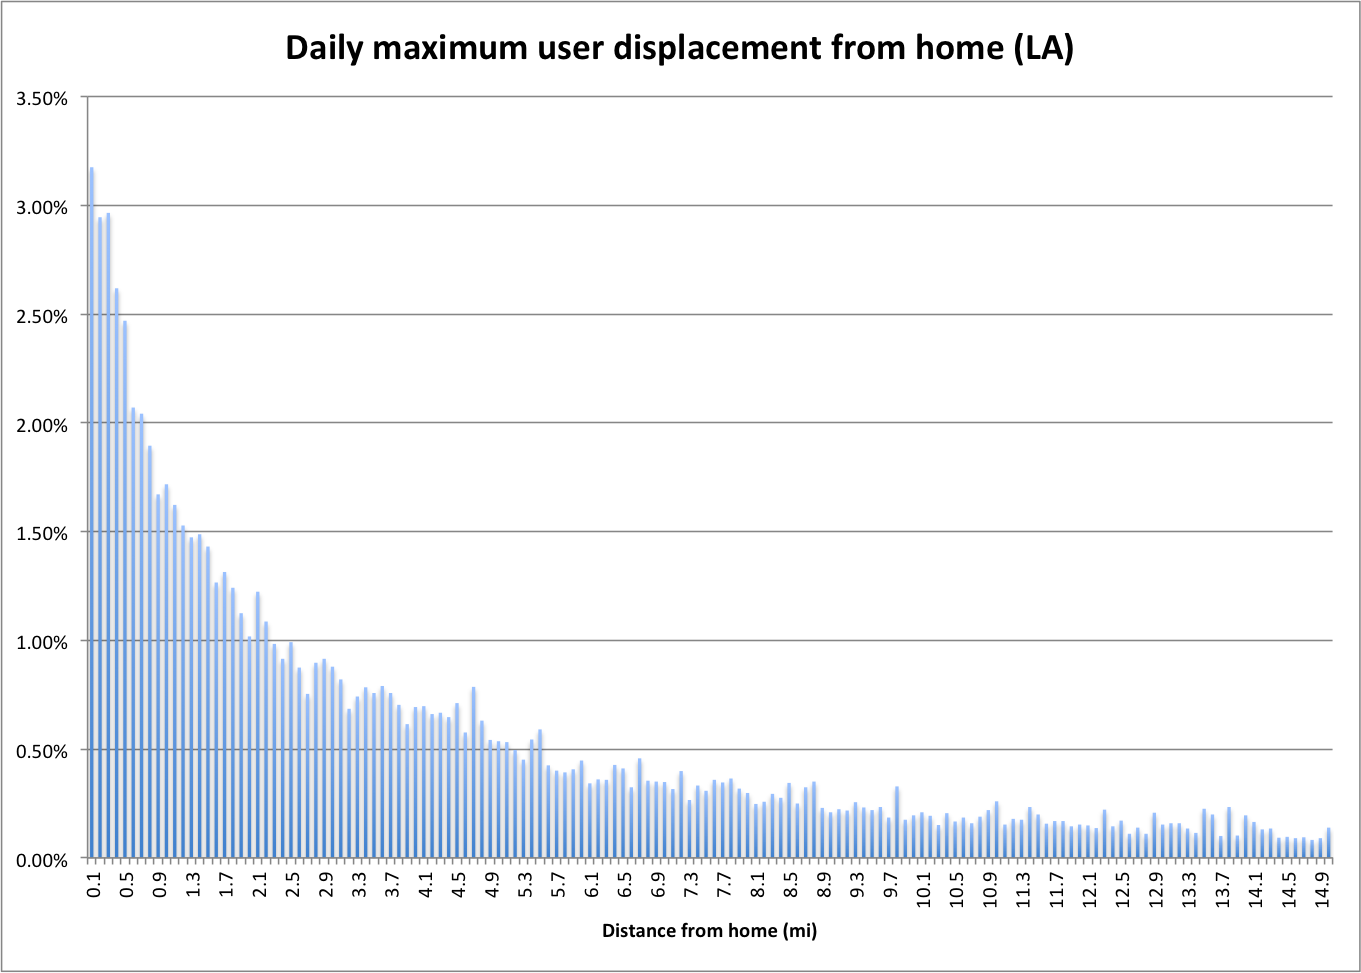 Daily maximum user displacement from home (LA)
3.50%
3.00%
2.50%
2.00%
1.50%
1.00%
0.50%
0.00%
0.1 0.5 0.9 1.3 1.7 2.1 2.5 2.9 3.3 3.7 4.1 4.5 4.9 5.3 5.7 6.1 6.5 6.9 7.3 7.7 8.1 8.5 8.9 9.3 9.7 10.1 10.5 10.9 11.3 11.7 12.1 12.5 12.9 13.3 13.7 14.1 14.5 14.9
Distance from home (mi)